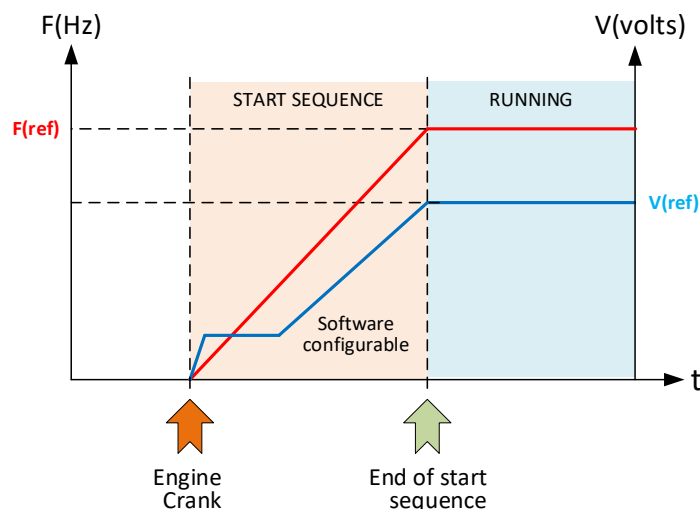 F(Hz)
V(volts)
START SEQUENCE
RUNNING
F(ref)
V(ref)
Software
configurable
t
Engine
Crank
End of start
sequence